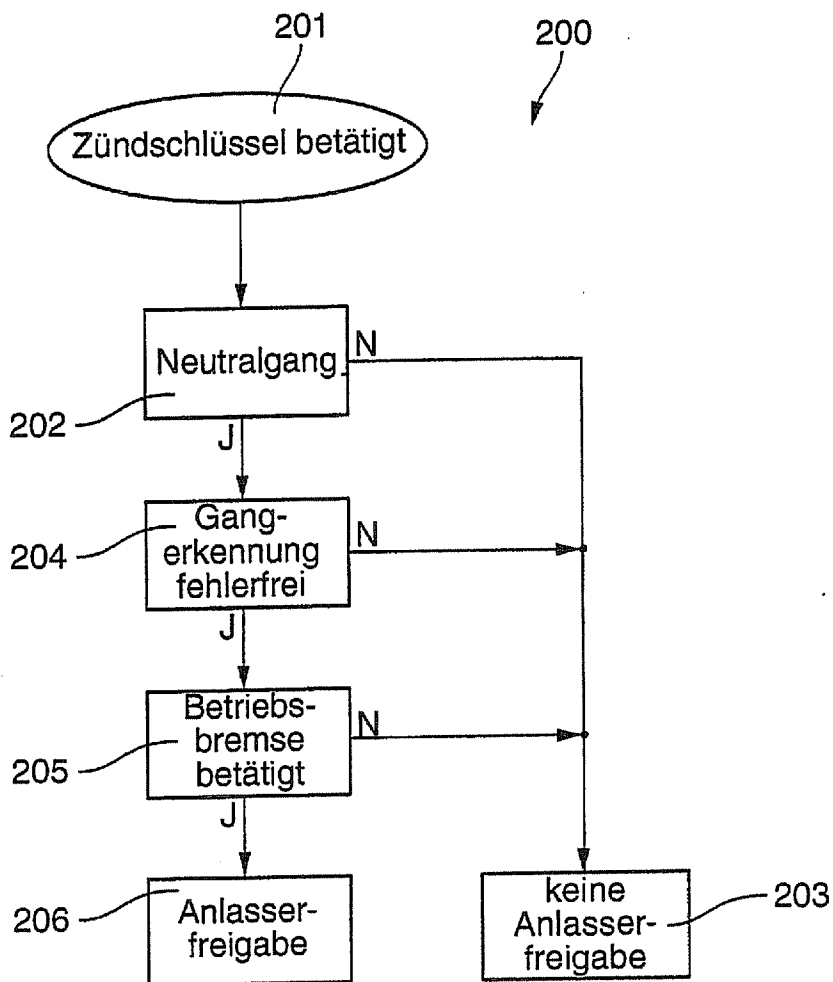 201
200
Zündschlüssel betätigt
Neutralgang
N
202
J
Gang-
erkennung
fehlerfrei
N
204
J
Betriebs-
bremse
betätigt
N
205
J
Anlasser-
freigabe
206
keine
Anlasser-
freigabe
203